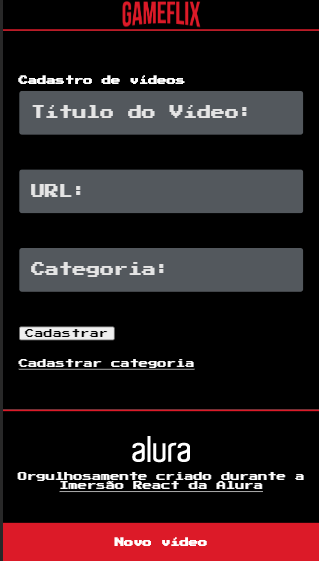 GAMEFLIX
Cadastro de vídeos
Título do Vídeo:
URL:
Categoria:
Cadastrar
Cadastrar categoria
alura
Orgulhosamente criado durante a
Imersão React da Alura
Novo vídeo